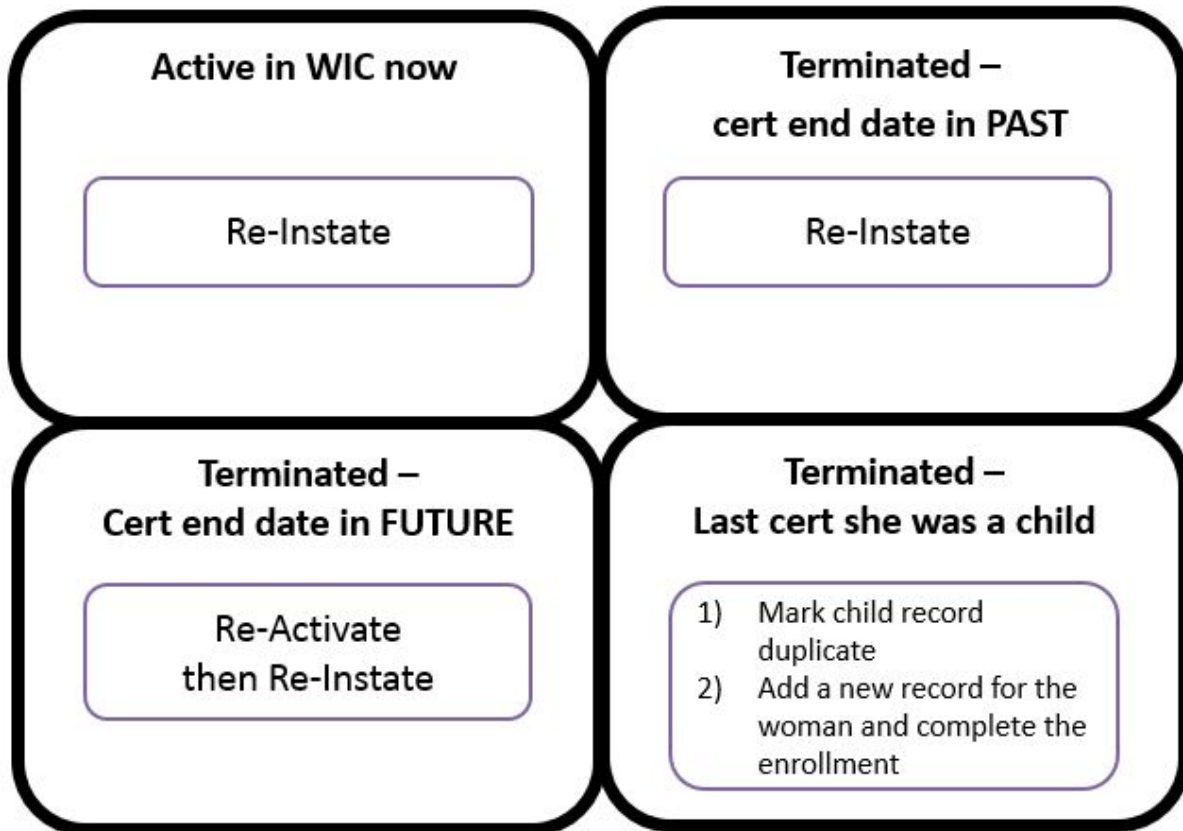 Active in WIC now
Re-Instate
Terminated –
cert end date in PAST
Re-Instate
Terminated –
Cert end date in FUTURE
Re-Activate
then Re-Instate
Terminated –
Last cert she was a child
1) Mark child record
duplicate
2) Add a new record for the
woman and complete the
enrollment